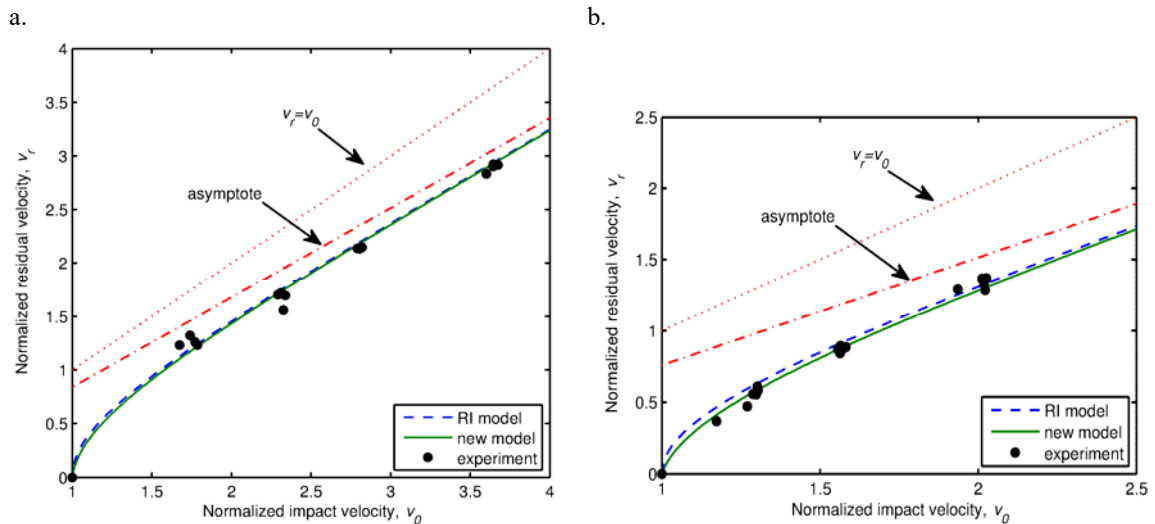 a.
4
3.5
3
2.5
2
1.5
1
0.5
0
1
1.5
2
2.5
3
3.5
4
Normalized residual velocity, v_r
Normalized impact velocity, v_0
v_r=v_0
asymptote
RI model
new model
experiment
b.
2.5
2
1.5
1
0.5
0
1
1.5
2
2.5
Normalized residual velocity, v_r
Normalized impact velocity, v_0
v_r=v_0
asymptote
RI model
new model
experiment